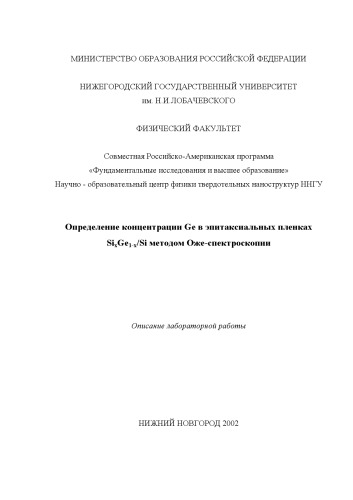 МИНИСТЕРСТВО ОБРАЗОВАНИЯ РОССИЙСКОЙ ФЕДЕРАЦИИ
НИЖЕГОРОДСКИЙ ГОСУДАРСТВЕННЫЙ УНИВЕРСИТЕТ
им. Н.И.ЛОБАЧЕВСКОГО
ФИЗИЧЕСКИЙ ФАКУЛЬТЕТ
Совместная Российско-Американская программа
«Фундаментальные исследования и высшее образование»
Научно - образовательный центр физики твердотельных наноструктур ННГУ
Определение концентрации Ge в эпитаксиальных пленках
SiₓGe₁₋ₓ/Si методом Оже-спектроскопии
Описание лабораторной работы
НИЖНИЙ НОВГОРОД 2002